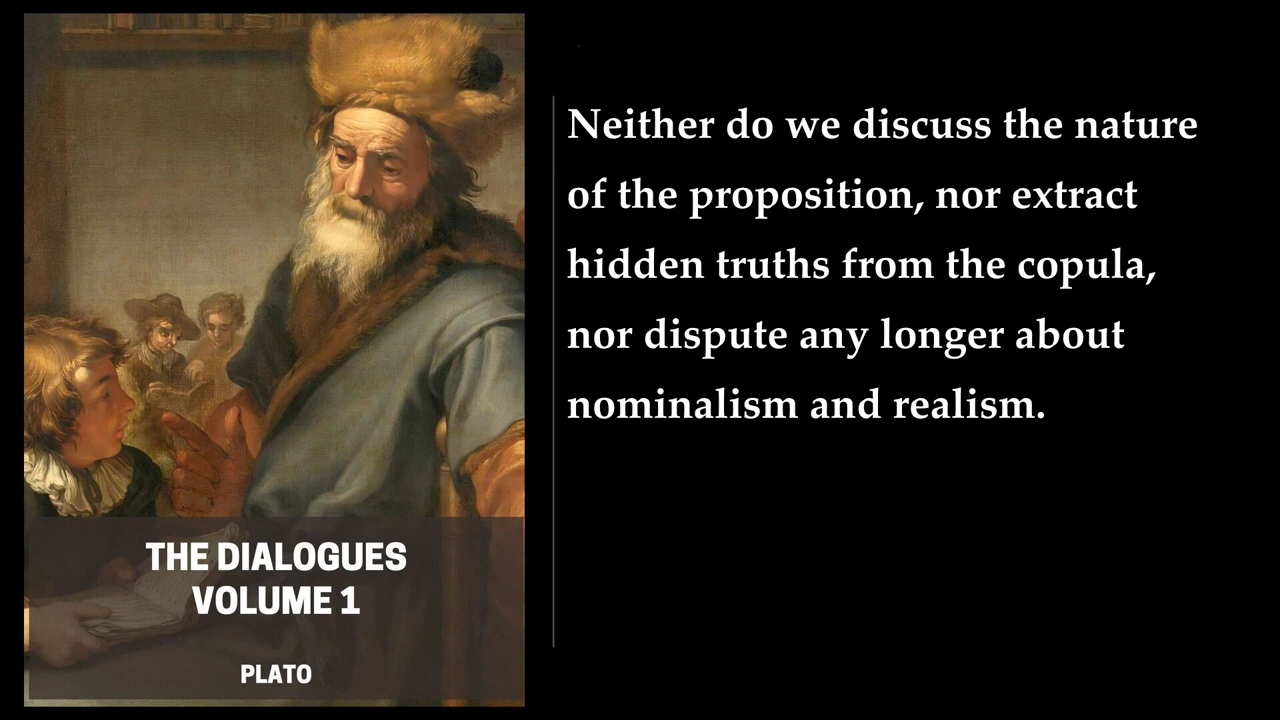 Neither do we discuss the nature
of the proposition, nor extract
hidden truths from the copula,
nor dispute any longer about
nominalism and realism.
THE DIALOGUES
VOLUME 1
PLATO